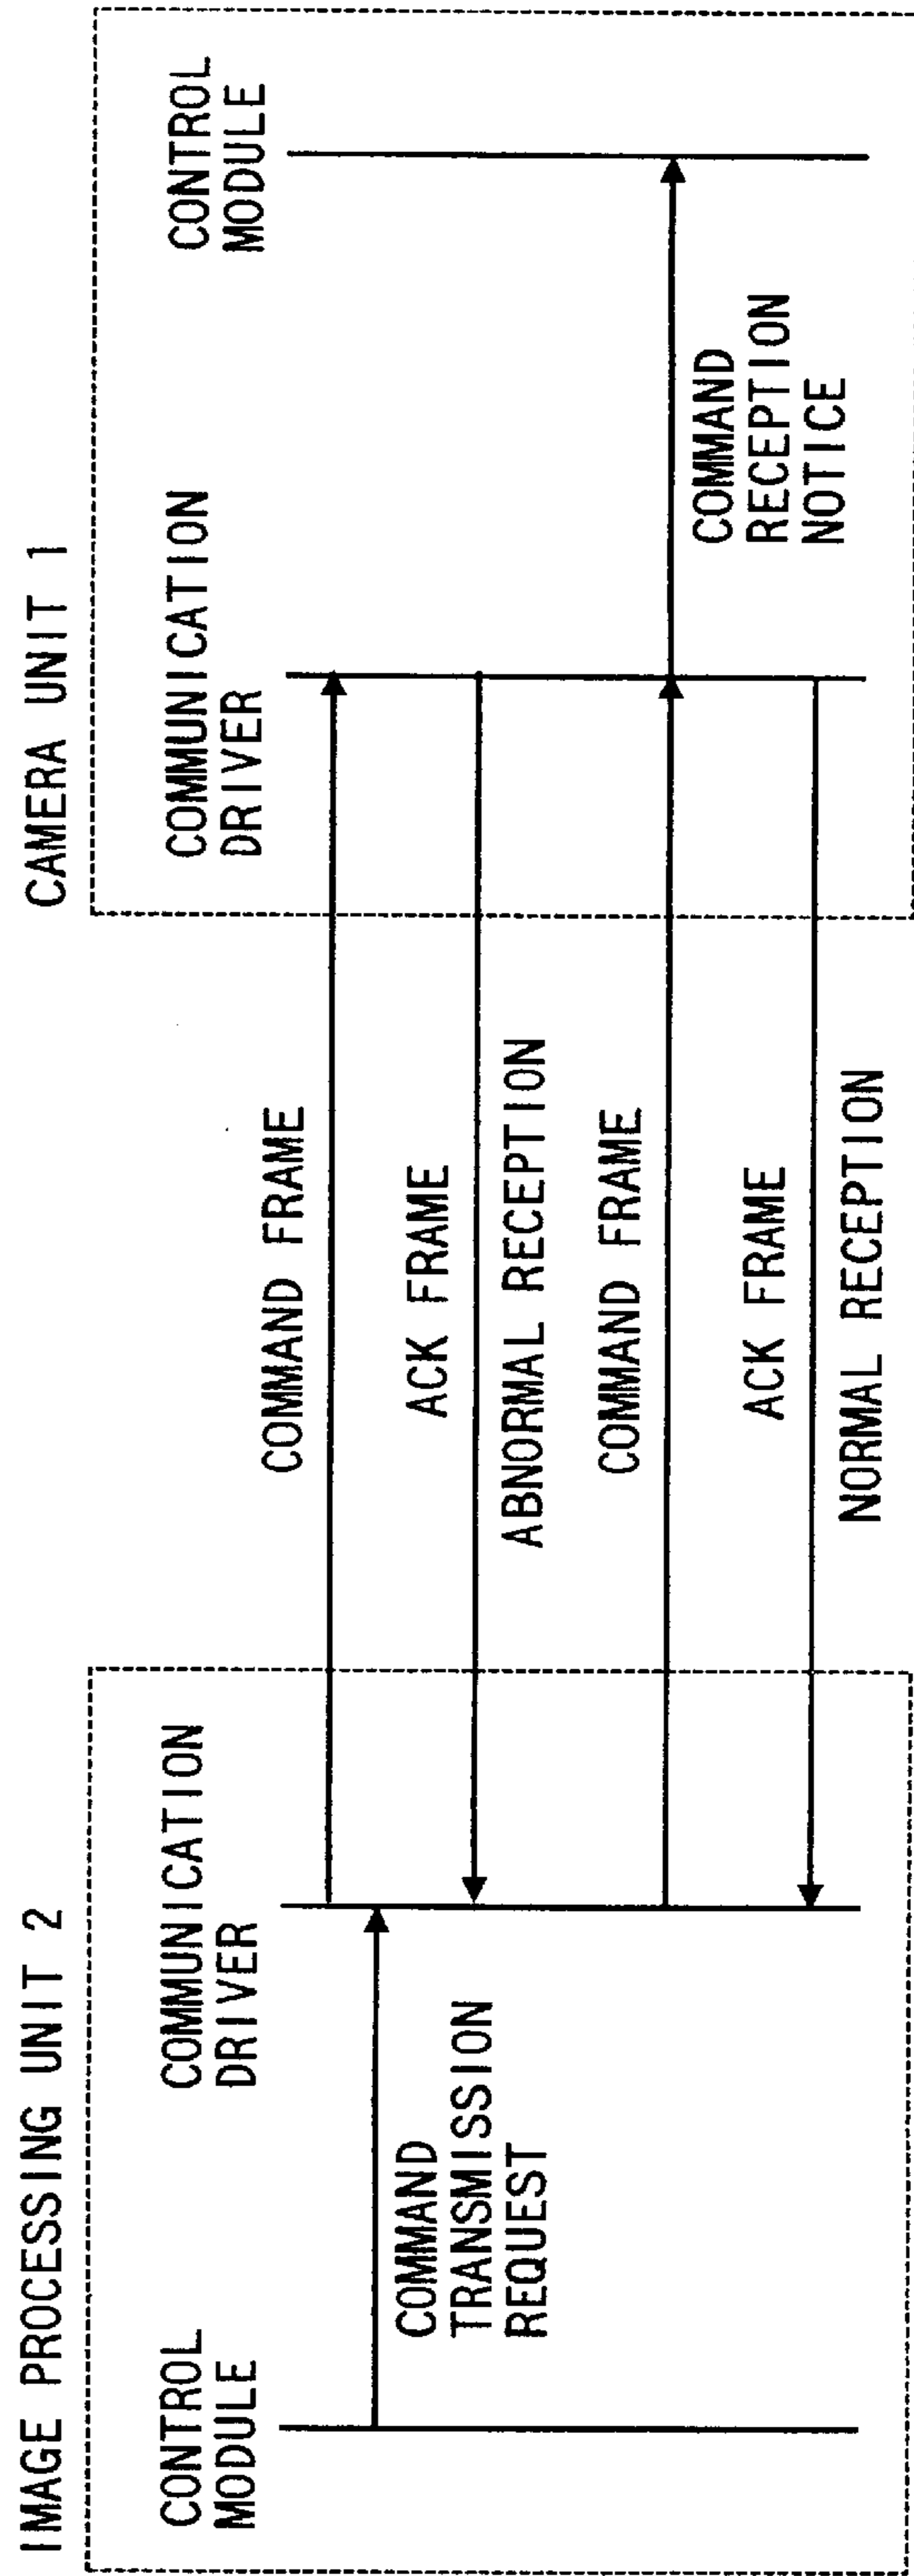 IMAGE PROCESSING UNIT 2
CONTROL
MODULE
COMMUNICATION
DRIVER
COMMAND
TRANSMISSION
REQUEST
COMMAND FRAME
ACK FRAME
ABNORMAL RECEPTION
COMMAND FRAME
ACK FRAME
NORMAL RECEPTION
CAMERA UNIT 1
COMMUNICATION
DRIVER
CONTROL
MODULE
COMMAND
RECEPTION
NOTICE